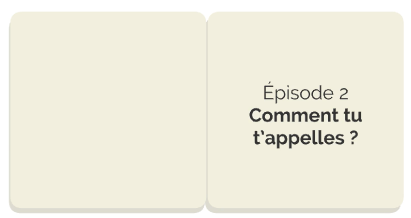 Épisode 2
Comment tu
t’appelles ?